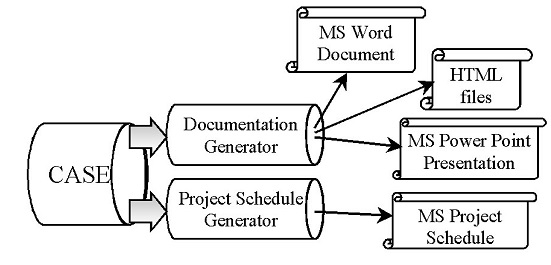 MS Word
Document
HTML
files
Documentation
Generator
MS Power Point
Presentation
CASE
Project Schedule
Generator
MS Project
Schedule